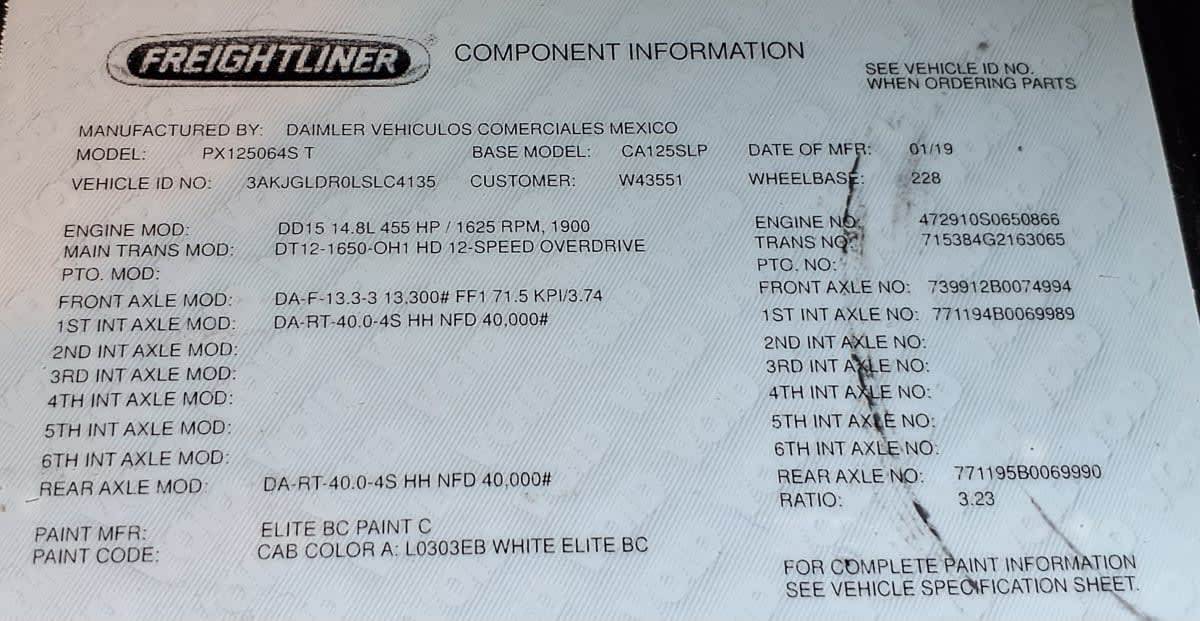 FREIGHTLINER COMPONENT INFORMATION
SEE VEHICLE ID NO.
WHEN ORDERING PARTS
MANUFACTURED BY: DAIMLER VEHICULOS COMERCIALES MEXICO
MODEL: PX125064S T BASE MODEL: CA125SLP DATE OF MFR: 01/19
VEHICLE ID NO: 3AKJGLDR0LSLC4135 CUSTOMER: W43551 WHEELBASE: 228
ENGINE MOD: DD15 14.8L 455 HP / 1625 RPM, 1900 ENGINE NO: 472910S0650866
MAIN TRANS MOD: DT12-1650-OH1 HD 12-SPEED OVERDRIVE TRANS NO: 715384G2163065
PTO. MOD: PTO. NO:
FRONT AXLE MOD: DA-F-13.3-3 13,300# FF1 71.5 KPI/3.74 FRONT AXLE NO: 739912B0074994
1ST INT AXLE MOD: DA-RT-40.0-4S HH NFD 40,000# 1ST INT AXLE NO: 771194B0069989
2ND INT AXLE MOD: 2ND INT AXLE NO:
3RD INT AXLE MOD: 3RD INT AXLE NO:
4TH INT AXLE MOD: 4TH INT AXLE NO:
5TH INT AXLE MOD: 5TH INT AXLE NO:
6TH INT AXLE MOD: 6TH INT AXLE NO:
REAR AXLE MOD: DA-RT-40.0-4S HH NFD 40,000# REAR AXLE NO: 771195B0069990
RATIO: 3.23
PAINT MFR: ELITE BC PAINT C
PAINT CODE: CAB COLOR A: L0303EB WHITE ELITE BC
FOR COMPLETE PAINT INFORMATION
SEE VEHICLE SPECIFICATION SHEET.